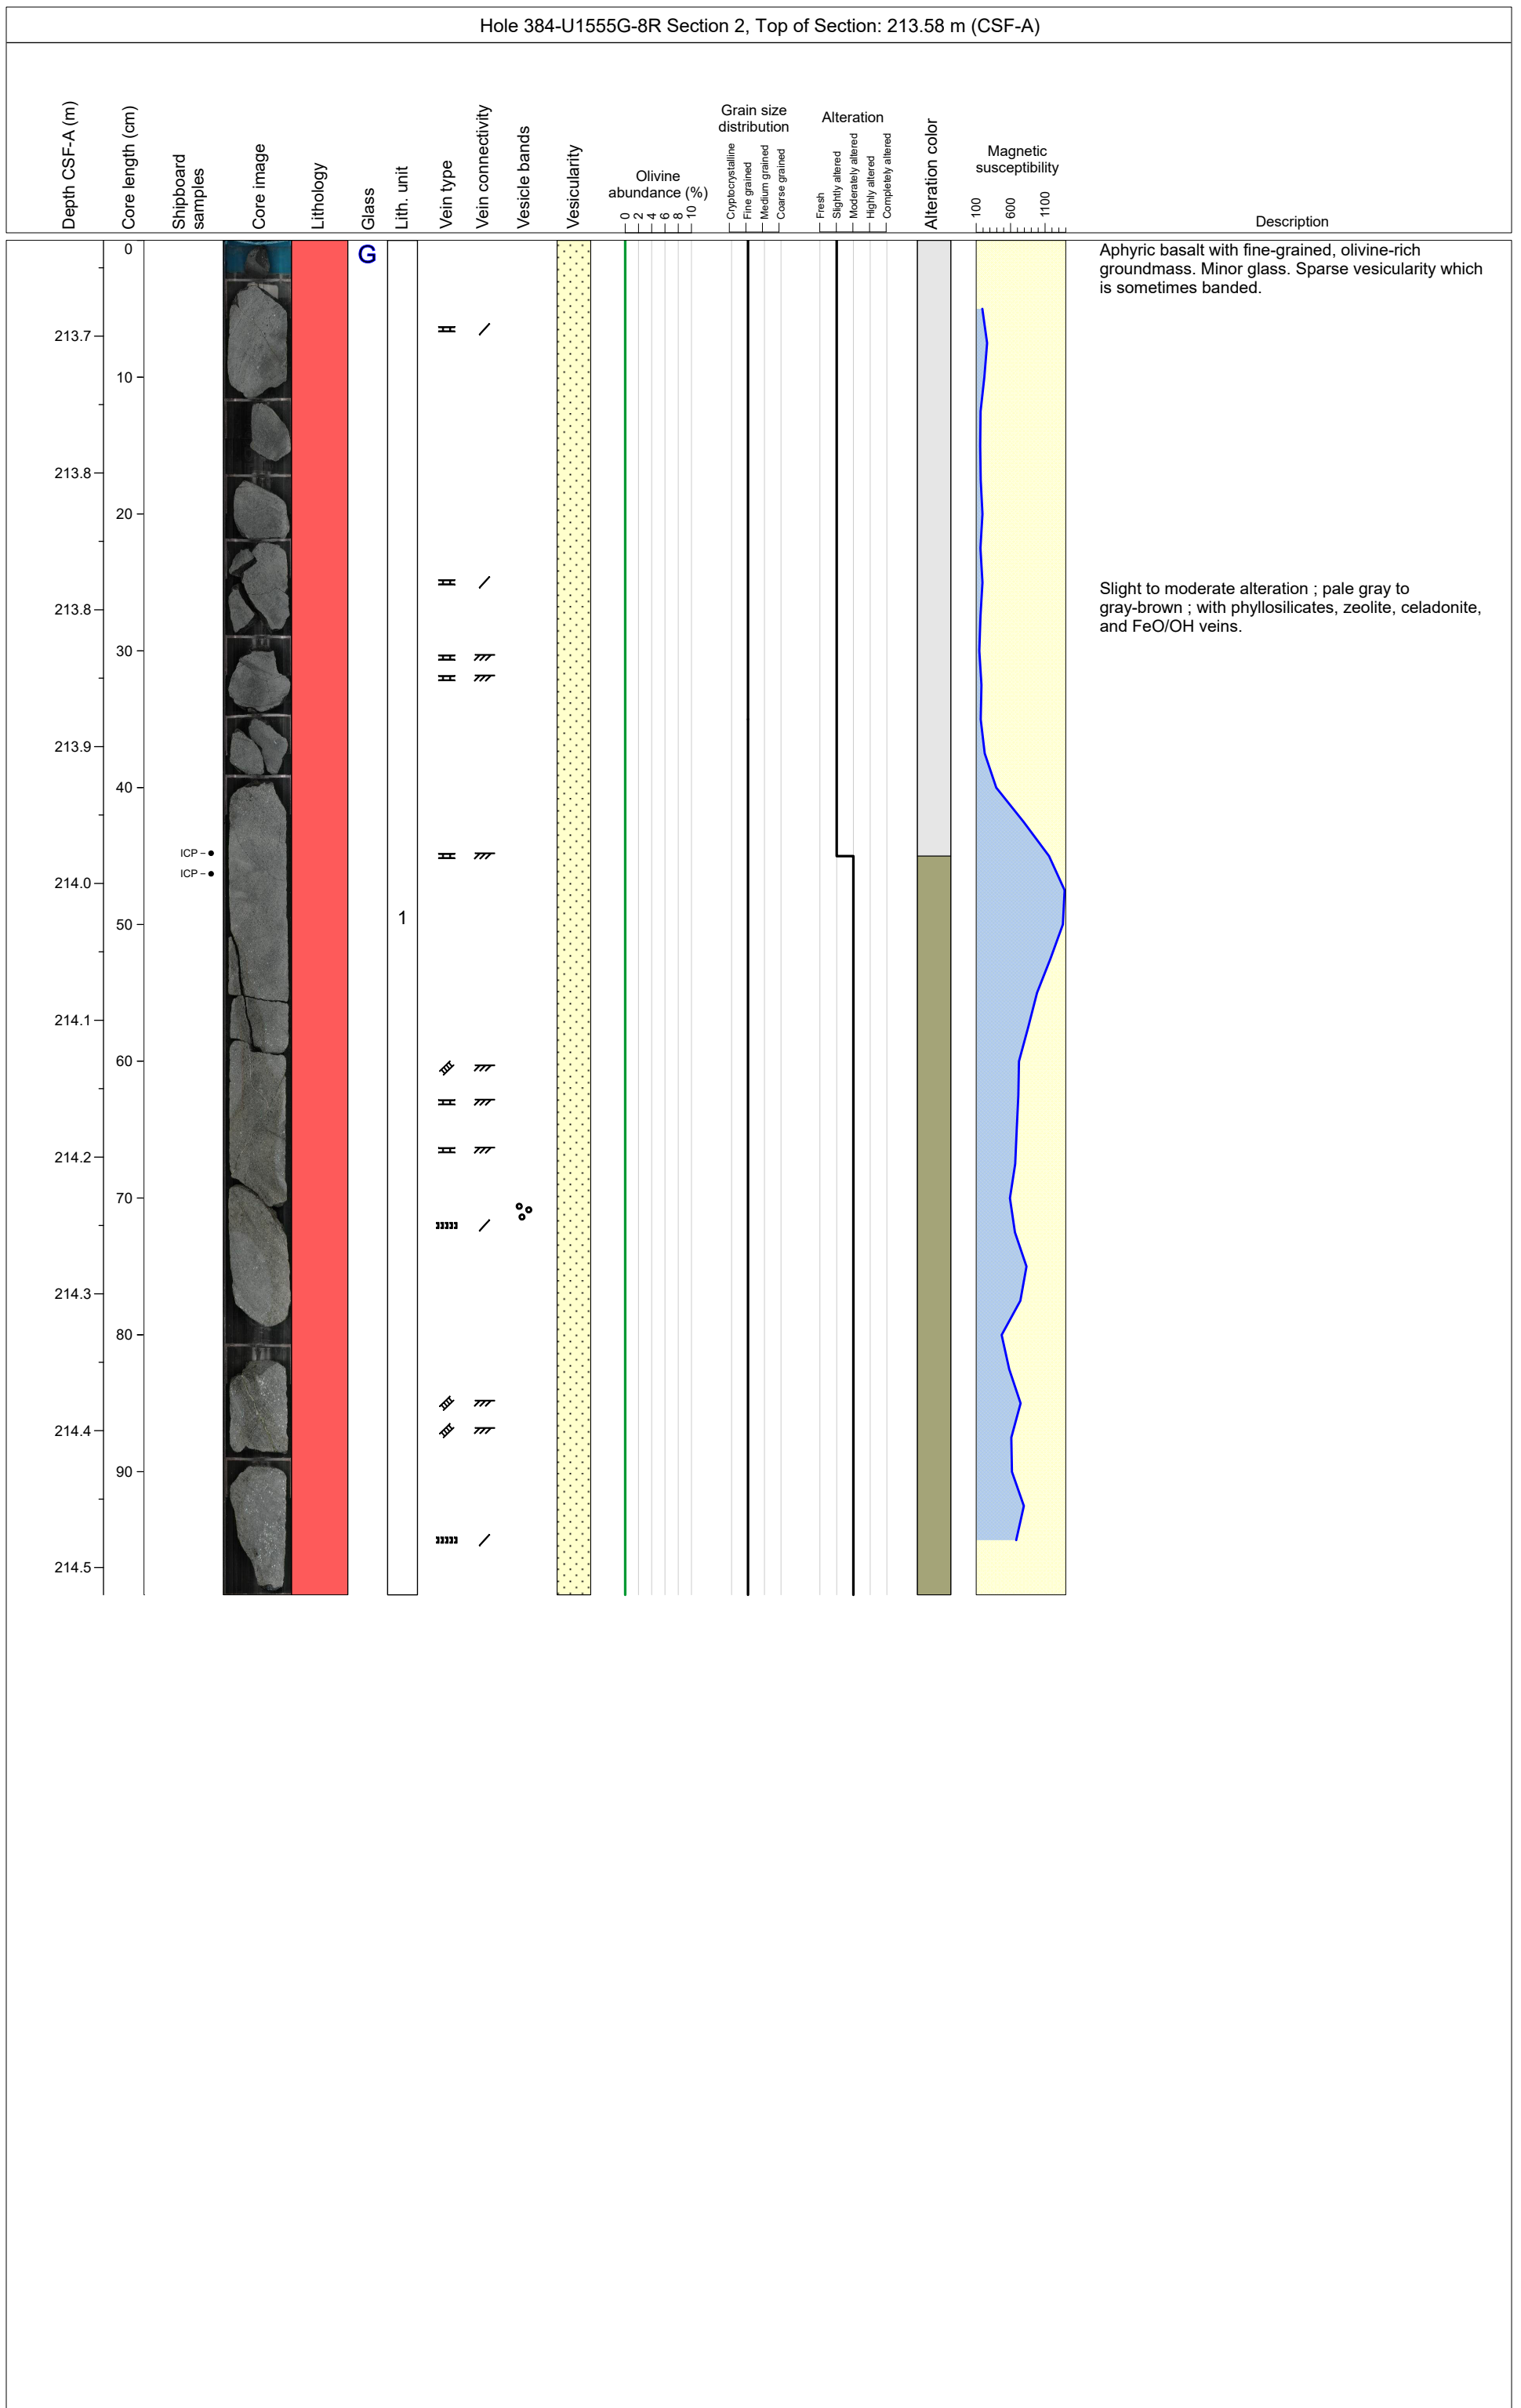 Hole 384-U1555G-8R Section 2, Top of Section: 213.58 m (CSF-A)
Depth CSF-A (m)
Core length (cm)
Shipboard
samples
Core image
Lithology
Glass
Lith. unit
Vein type
Vein connectivity
Vesicle bands
Vesicularity
Olivine
abundance (%)
0 2 4 6 8 10
Grain size
distribution
Cryptocrystalline
Fine grained
Medium grained
Coarse grained
Alteration
Fresh
Slightly altered
Moderately altered
Highly altered
Completely altered
Alteration color
Magnetic
susceptibility
100 600 1100
Description
0
G
Aphyric basalt with fine-grained, olivine-rich
groundmass. Minor glass. Sparse vesicularity which
is sometimes banded.
213.7
10
213.8
20
Slight to moderate alteration ; pale gray to
gray-brown ; with phyllosilicates, zeolite, celadonite,
and FeO/OH veins.
213.8
30
213.9
40
ICP
ICP
214.0
50
1
214.1
60
214.2
70
214.3
80
214.4
90
214.5